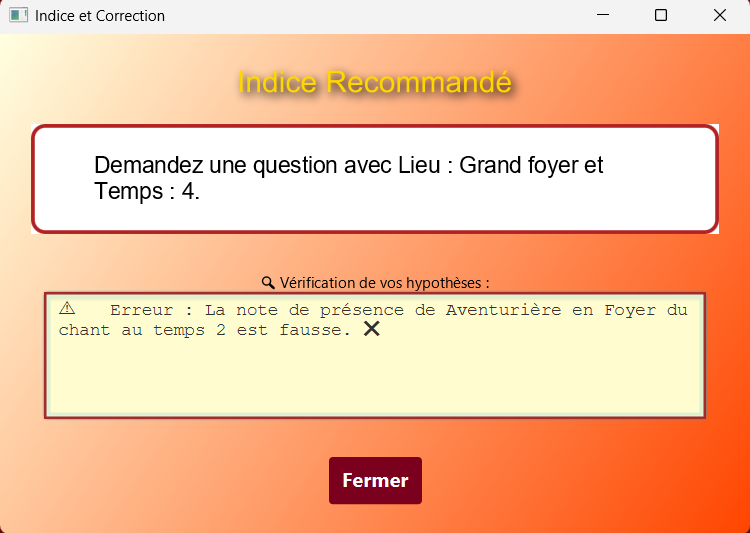 Indice et Correction
Indice Recommandé
Demandez une question avec Lieu : Grand foyer et
Temps : 4.
🔍 Vérification de vos hypothèses :
⚠ Erreur : La note de présence de Aventurière en Foyer du
chant au temps 2 est fausse. ❌
Fermer